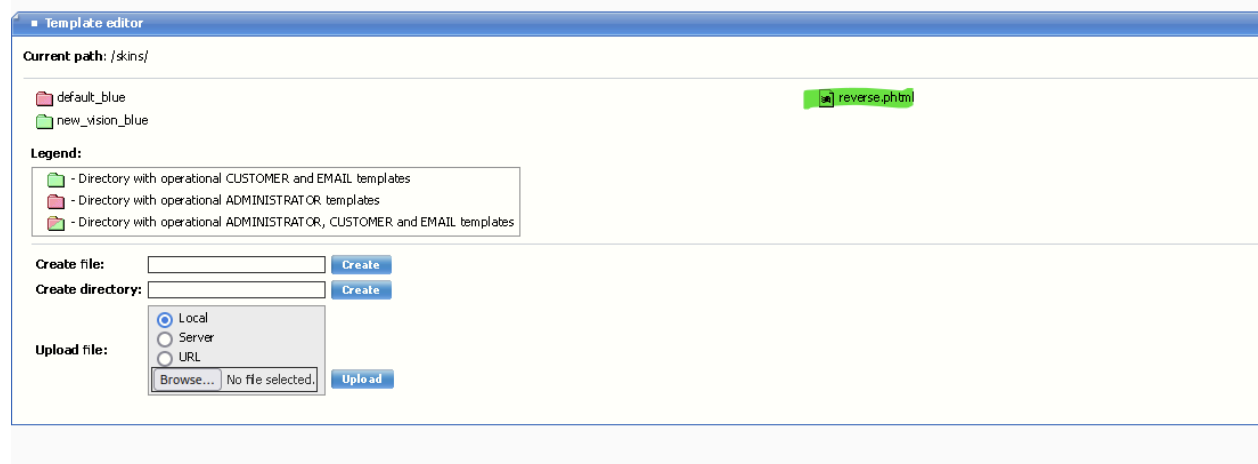 Template editor
Current path: /skins/
default_blue
reverse.phtml
new_vision_blue
Legend:
- Directory with operational CUSTOMER and EMAIL templates
- Directory with operational ADMINISTRATOR templates
- Directory with operational ADMINISTRATOR, CUSTOMER and EMAIL templates
Create file: Create
Create directory: Create
Local
Server
Upload file:
URL
Browse... No file selected. Upload